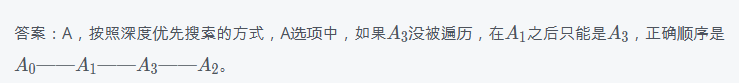 答案：A，按照深度优先搜索的方式，A选项中，如果A₃没被遍历，在A₁之后只能是A₃，正确顺序是
A₀——A₁——A₃——A₂。